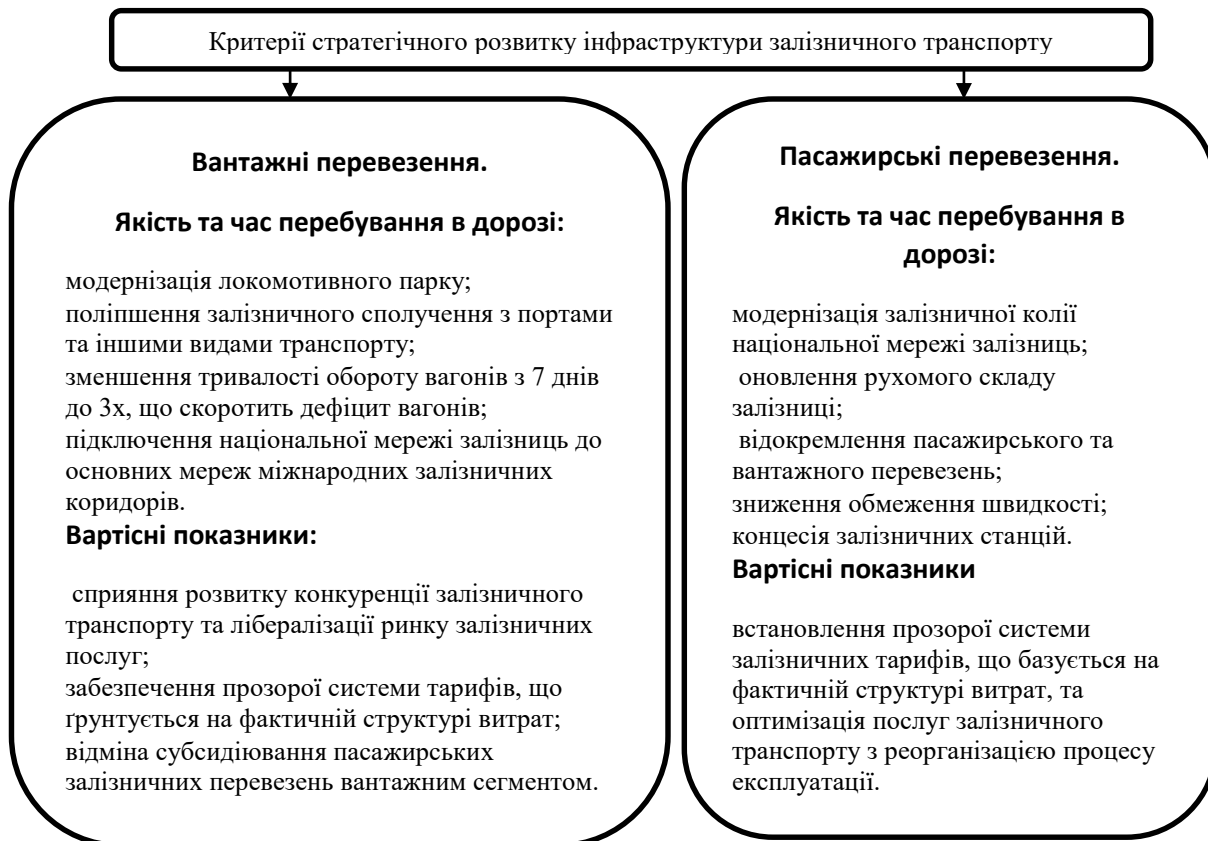 Критерії стратегічного розвитку інфраструктури залізничного транспорту
Вантажні перевезення.
Якість та час перебування в дорозі:
модернізація локомотивного парку;
поліпшення залізничного сполучення з портами
та іншими видами транспорту;
зменшення тривалості обороту вагонів з 7 днів
до 3х, що скоротить дефіцит вагонів;
підключення національної мережі залізниць до
основних мереж міжнародних залізничних
коридорів.
Вартісні показники:
сприяння розвитку конкуренції залізничного
транспорту та лібералізації ринку залізничних
послуг;
забезпечення прозорої системи тарифів, що
ґрунтується на фактичній структурі витрат;
відміна субсидіювання пасажирських
залізничних перевезень вантажним сегментом.
Пасажирські перевезення.
Якість та час перебування в
дорозі:
модернізація залізничної колії
національної мережі залізниць;
оновлення рухомого складу
залізниці;
відокремлення пасажирського та
вантажного перевезень;
зниження обмеження швидкості;
концесія залізничних станцій.
Вартісні показники
встановлення прозорої системи
залізничних тарифів, що базується на
фактичній структурі витрат, та
оптимізація послуг залізничного
транспорту з реорганізацією процесу
експлуатації.